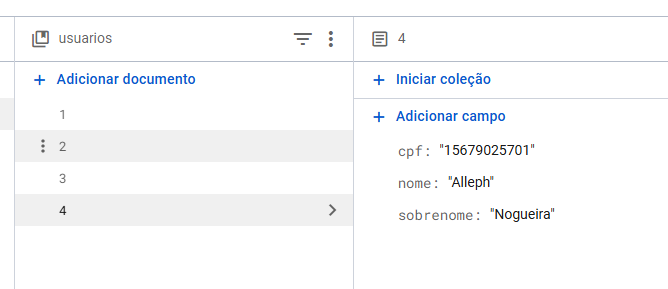 usuarios
+ Adicionar documento
1
2
3
4
4
+ Iniciar coleção
+ Adicionar campo
cpf: "15679025701"
nome: "Alleph"
sobrenome: "Nogueira"